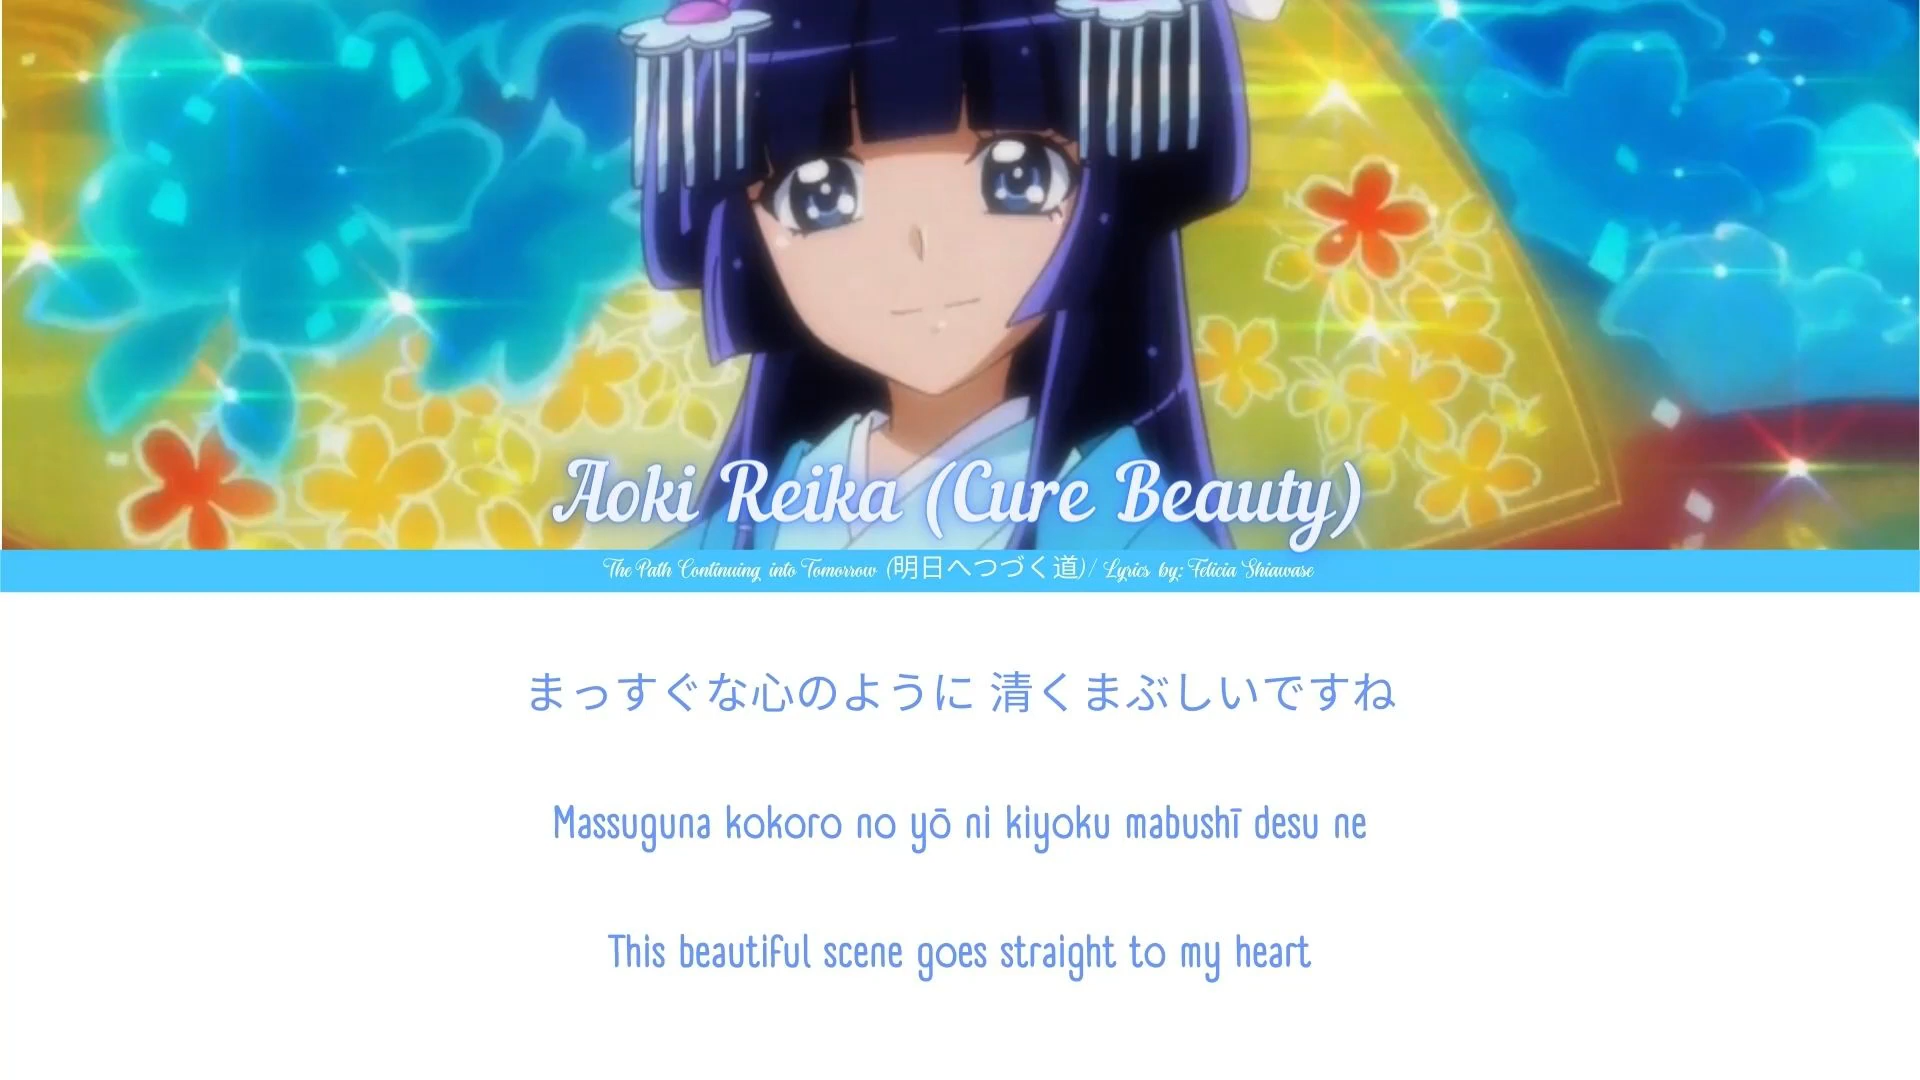 Aoki Reika (Cure Beauty)
The Path Continuing into Tomorrow (明日へつづく道)/ Lyrics by: Felicia Shiawase
まっすぐな心のように 清くまぶしいですね
Massuguna kokoro no yō ni kiyoku mabushī desu ne
This beautiful scene goes straight to my heart